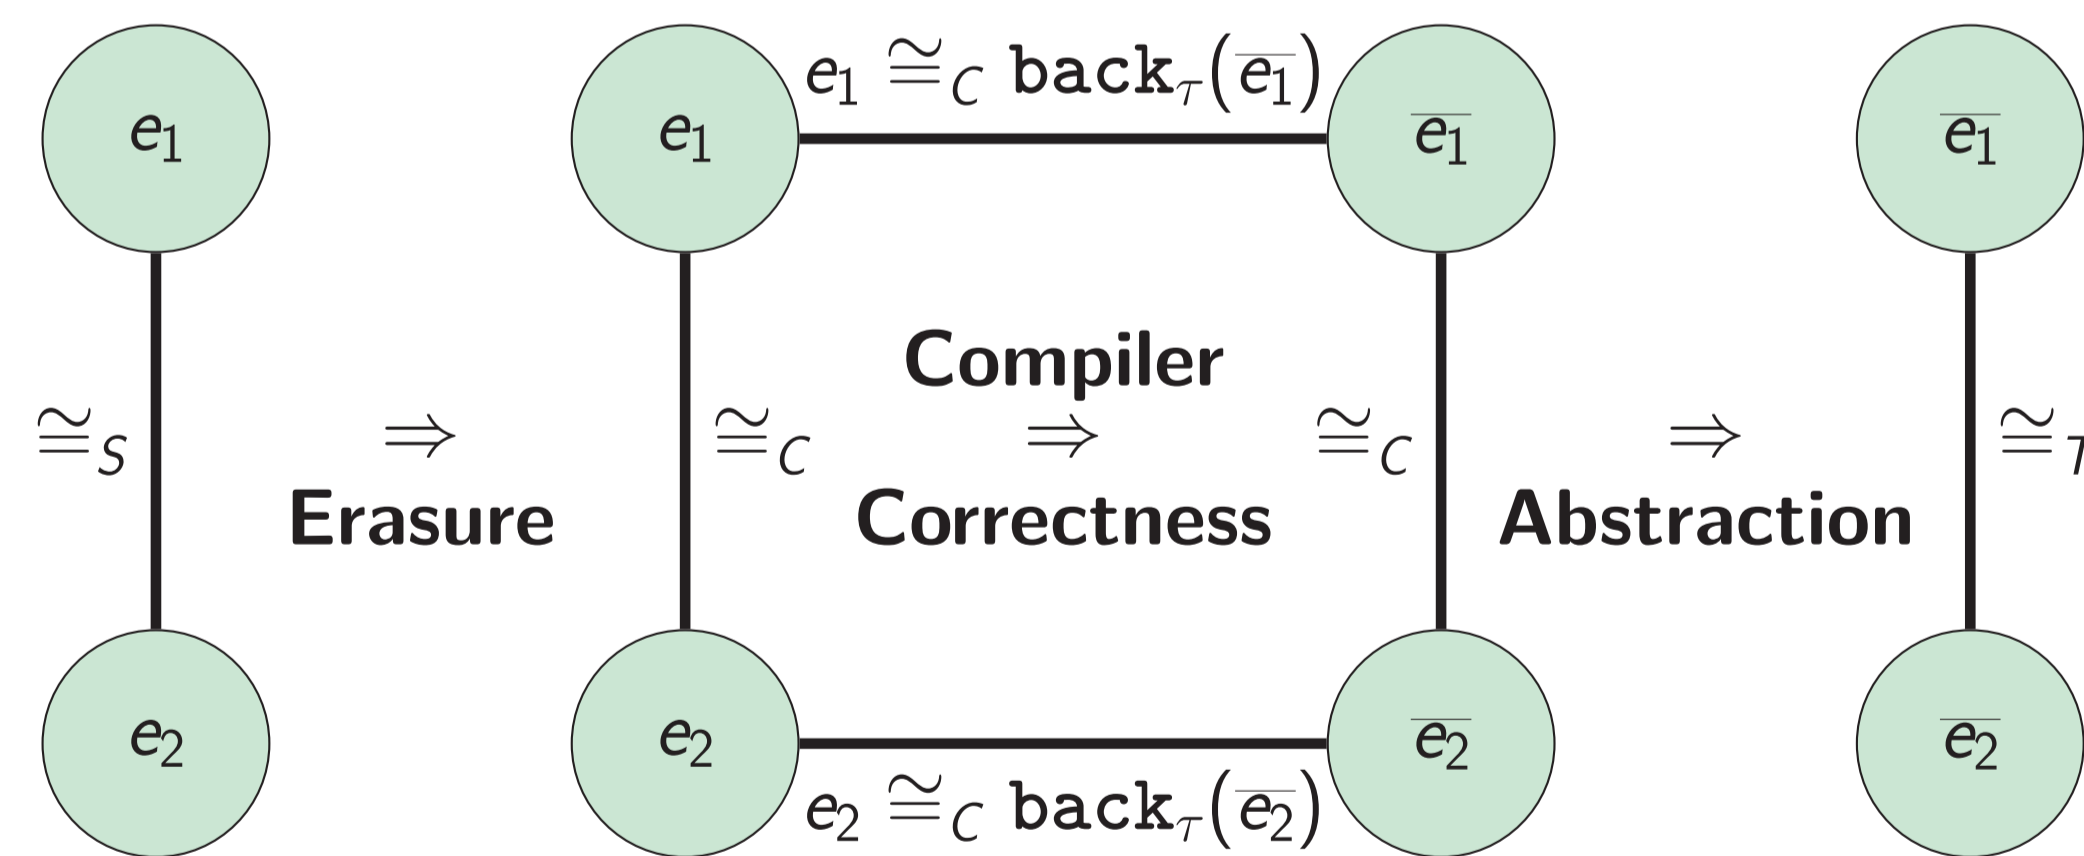 e₁ e₁ e₁ ≅_C back_τ(e̅₁) e̅₁ e̅₁
Compiler
≅_S ⇒ ≅_C ⇒ ≅_C ⇒ ≅_T
Erasure Correctness Abstraction
e₂ e₂ e̅₂ e̅₂
e₂ ≅_C back_τ(e̅₂)